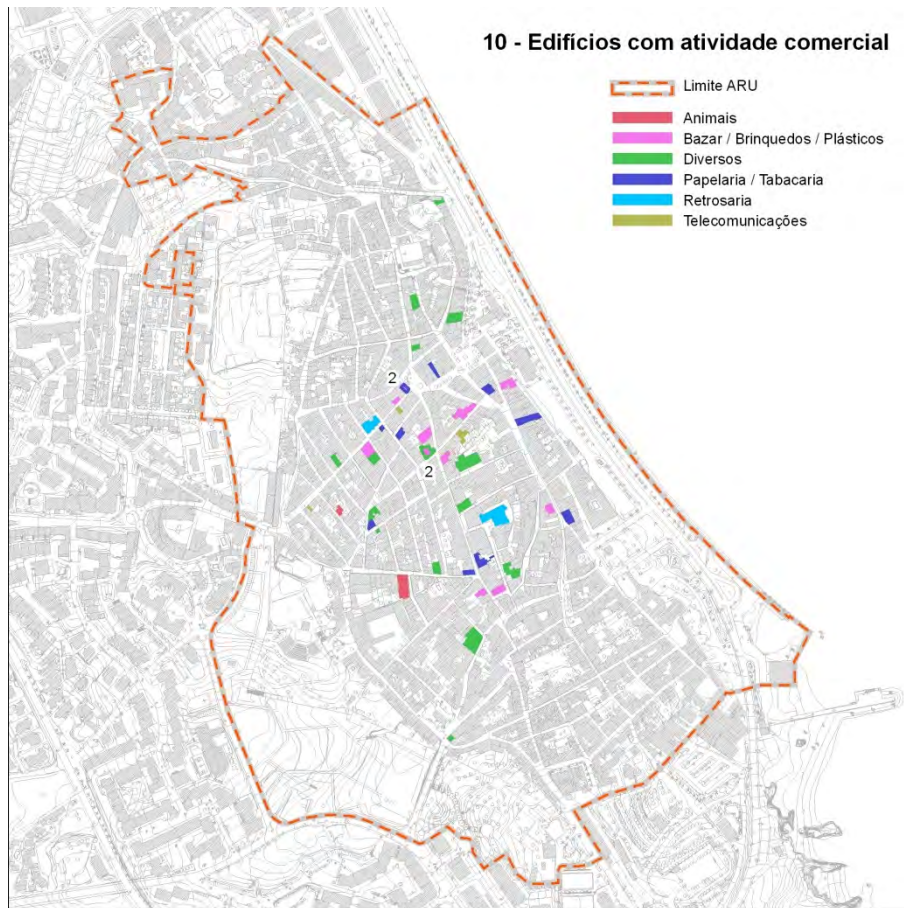 10 - Edifícios com atividade comercial
Limite ARU
Animais
Bazar / Brinquedos / Plásticos
Diversos
Papelaria / Tabacaria
Retrosaria
Telecomunicações
2
2